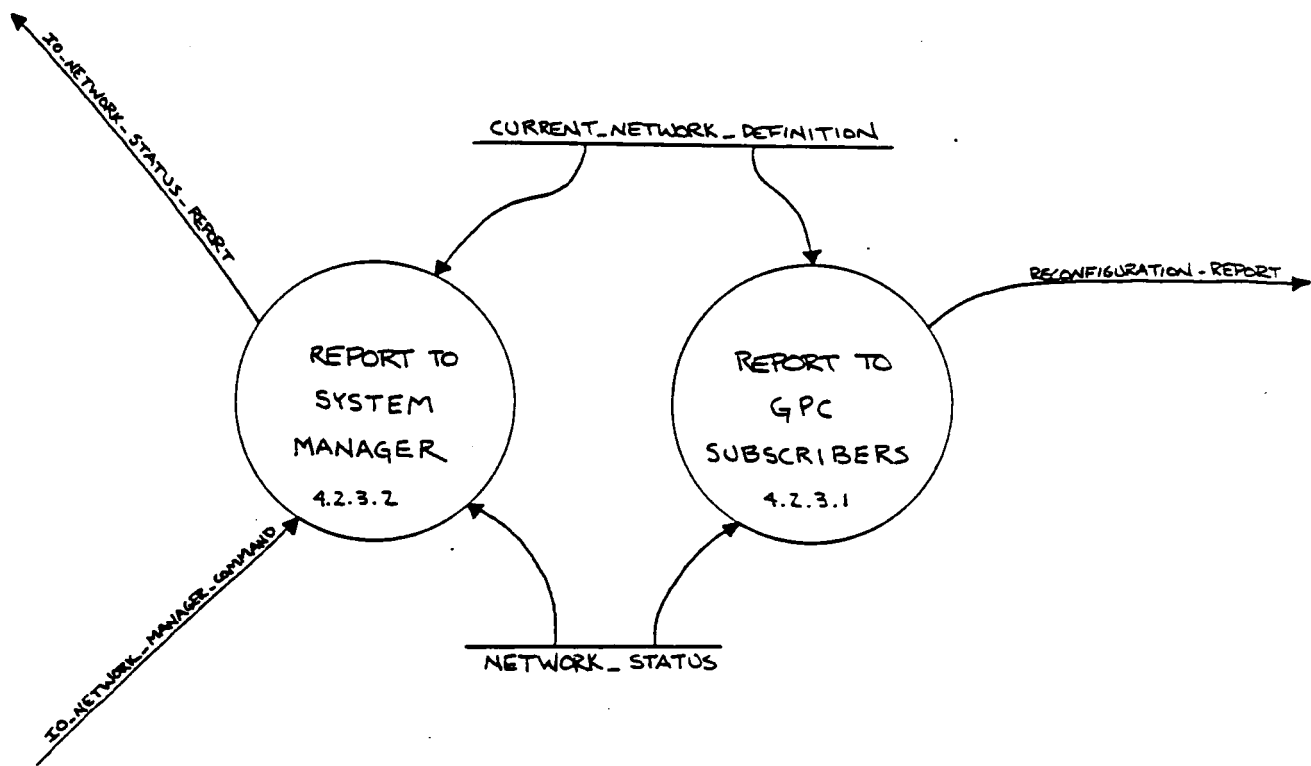 IO_NETWORK_STATUS_REPORT
CURRENT_NETWORK_DEFINITION
RECONFIGURATION_REPORT
REPORT TO
SYSTEM
MANAGER
4.2.3.2
REPORT TO
GPC
SUBSCRIBERS
4.2.3.1
IO_NETWORK_MANAGER_COMMAND
NETWORK_STATUS